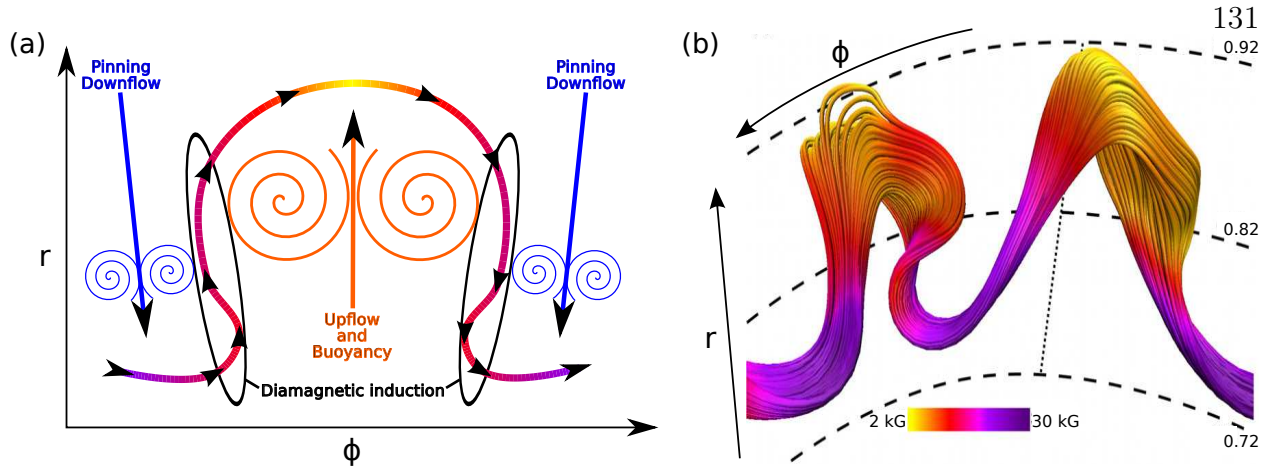 131
(a)
Pinning
Downflow
Pinning
Downflow
r
Upflow
and
Buoyancy
Diamagnetic induction
ϕ
(b)
ϕ
0.92
0.82
r
2 kG
30 kG
0.72